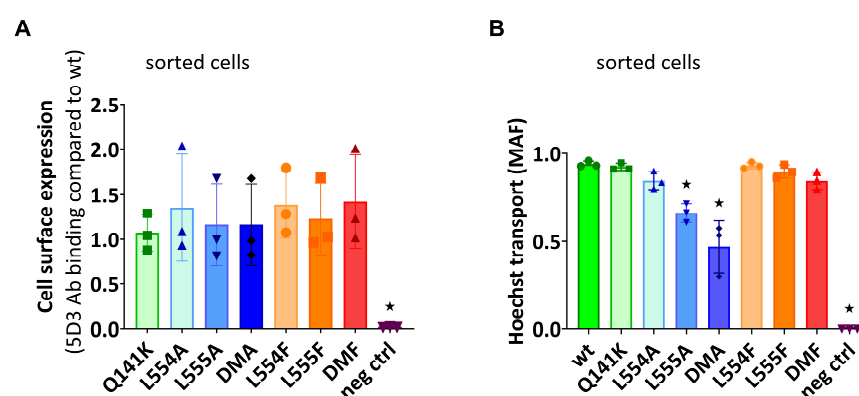 A
sorted cells
Cell surface expression
(5D3 Ab binding compared to wt)
2.5
2.0
1.5
1.0
0.5
0.0
Q141K
L554A
L555A
DMA
L554F
L555F
DMF
neg ctrl
B
sorted cells
Hoechst transport (MAF)
1.0
0.5
0.0
wt
Q141K
L554A
L555A
DMA
L554F
L555F
DMF
neg ctrl